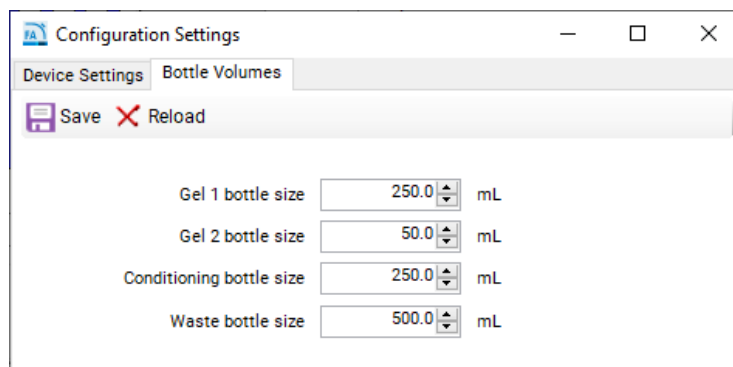 FA Configuration Settings
Device Settings Bottle Volumes
Save Reload
Gel 1 bottle size 250.0 mL
Gel 2 bottle size 50.0 mL
Conditioning bottle size 250.0 mL
Waste bottle size 500.0 mL